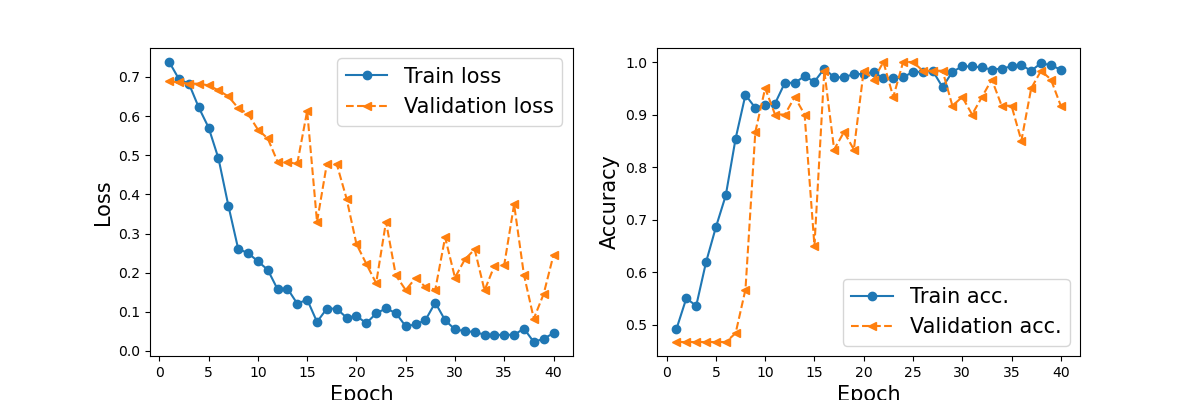 Train loss
Validation loss
0.7
0.6
0.5
0.4
0.3
0.2
0.1
0.0
Loss
0 5 10 15 20 25 30 35 40
Epoch
1.0
0.9
0.8
0.7
0.6
0.5
Accuracy
Train acc.
Validation acc.
0 5 10 15 20 25 30 35 40
Epoch